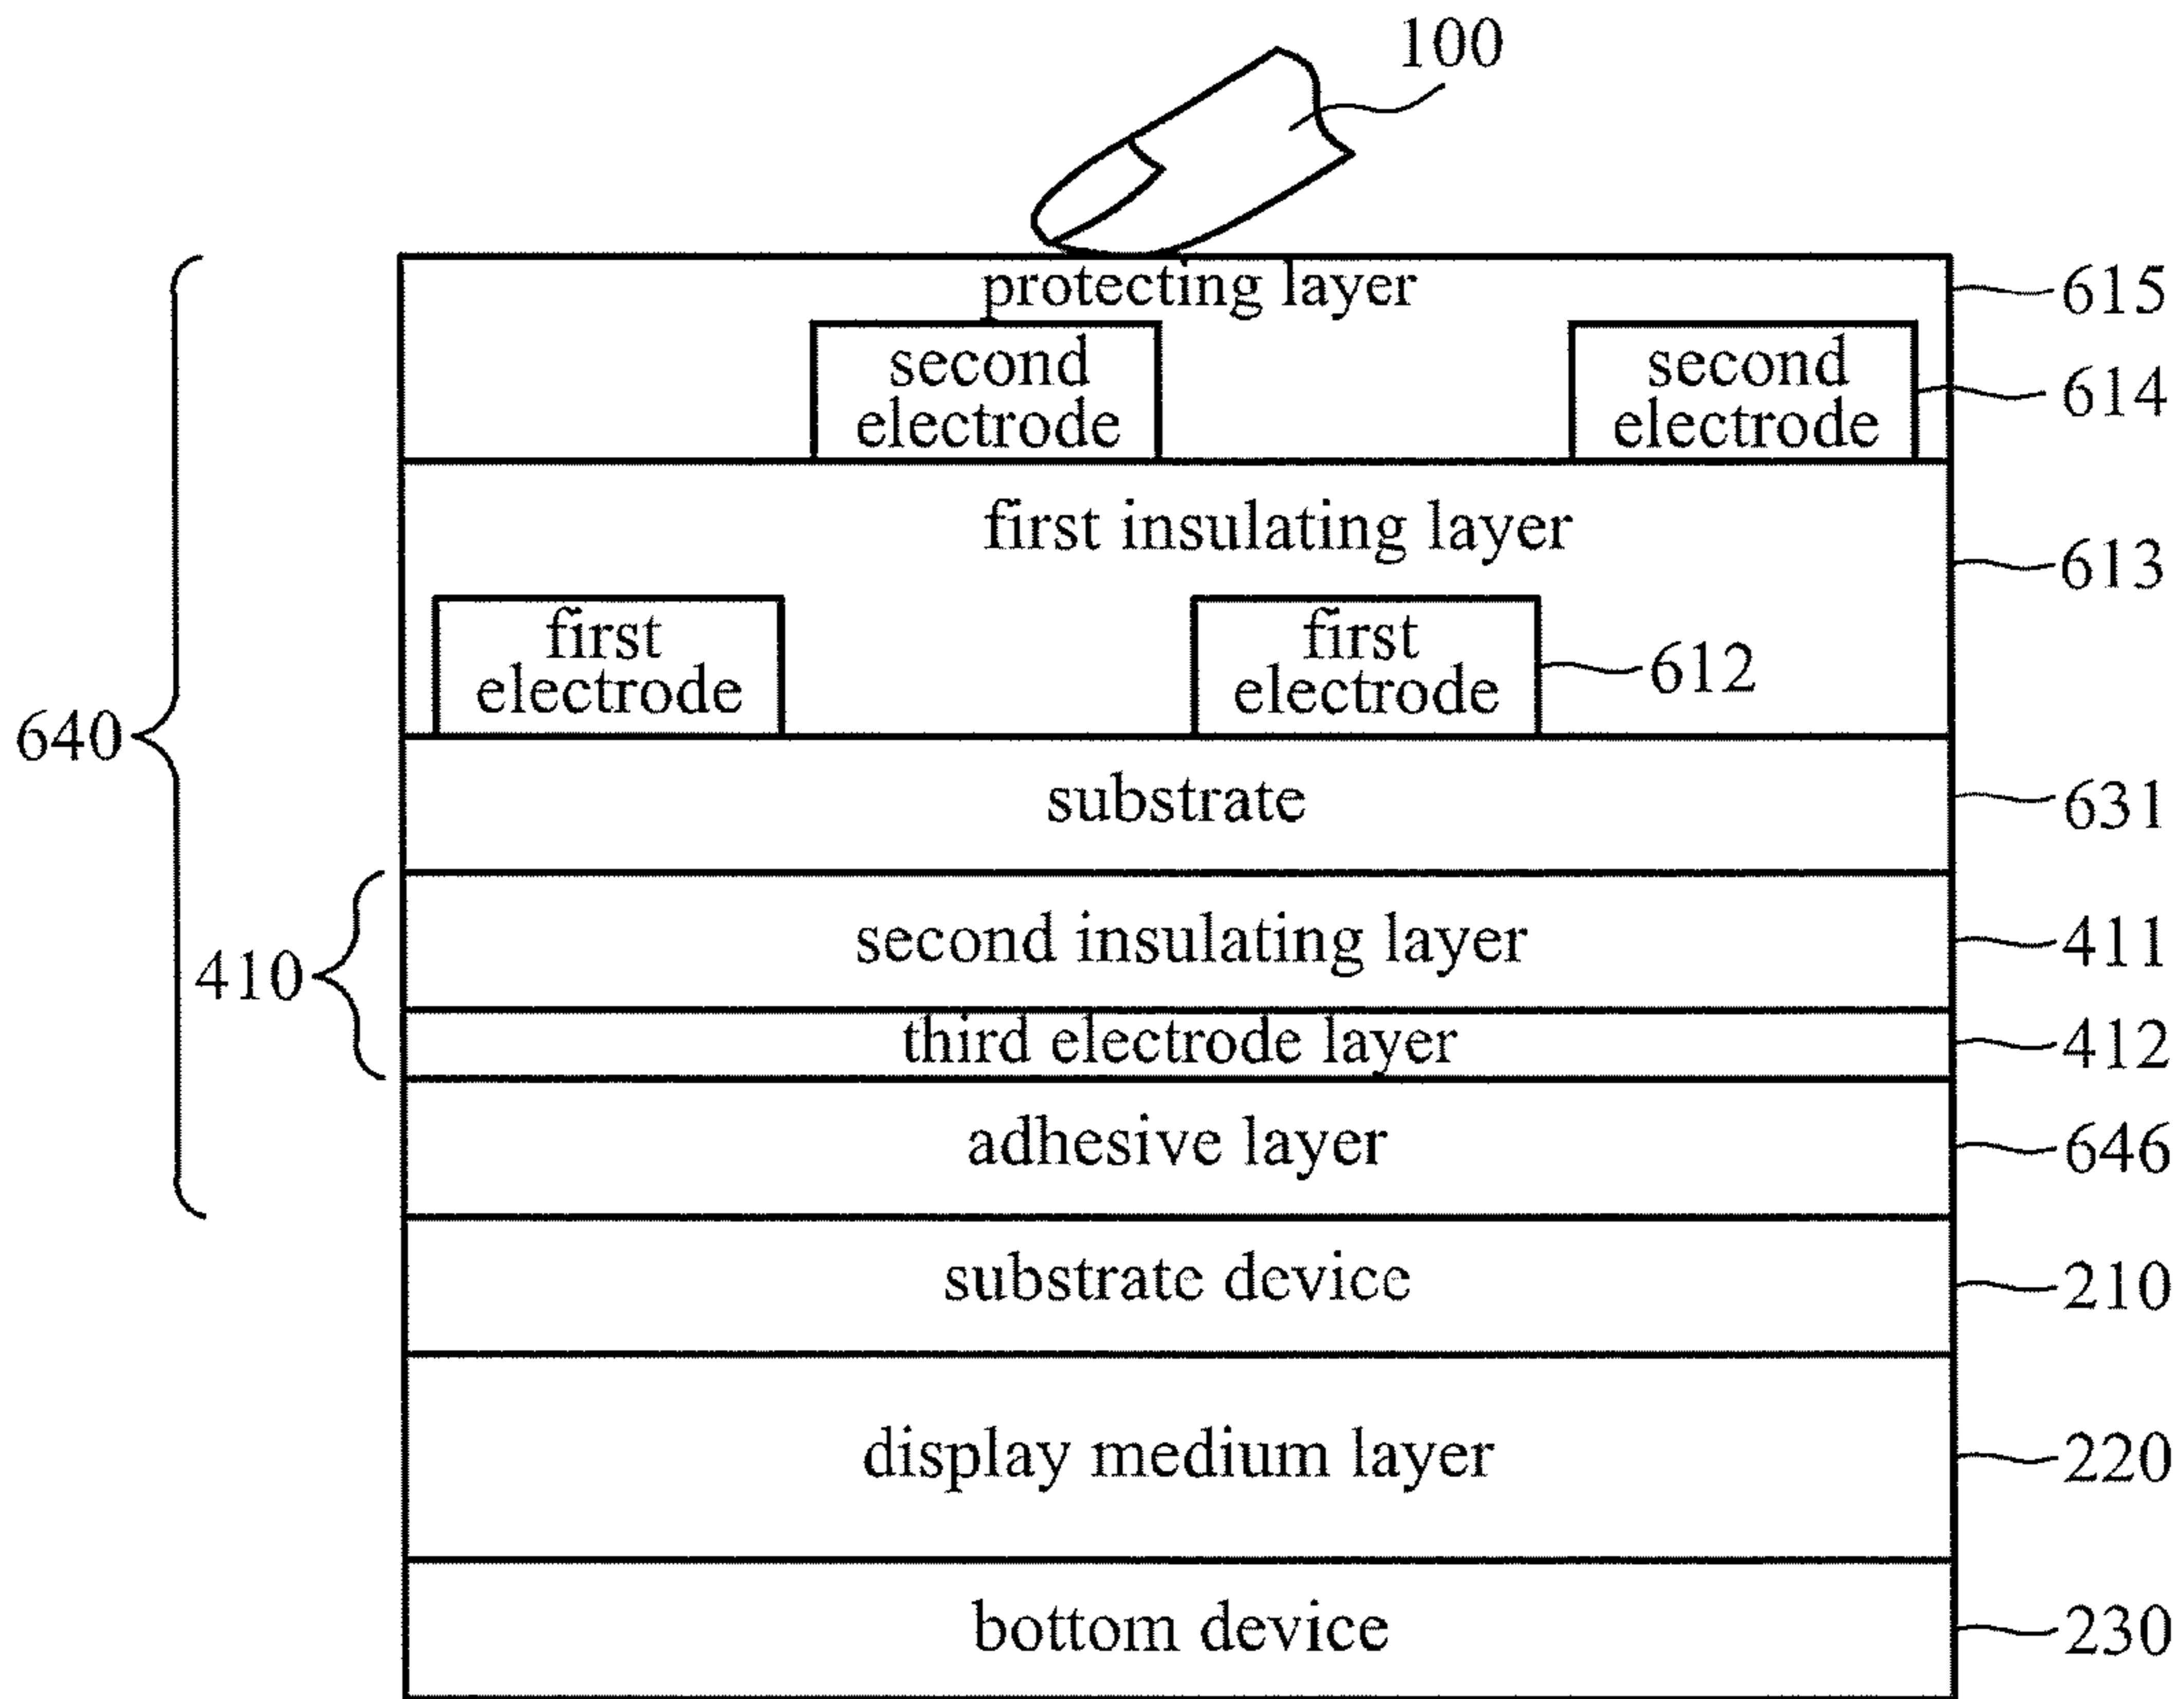 100
protecting layer
615
second
electrode
second
electrode
614
first insulating layer
613
first
electrode
first
electrode
612
640
substrate
631
second insulating layer
411
410
third electrode layer
412
adhesive layer
646
substrate device
210
display medium layer
220
bottom device
230